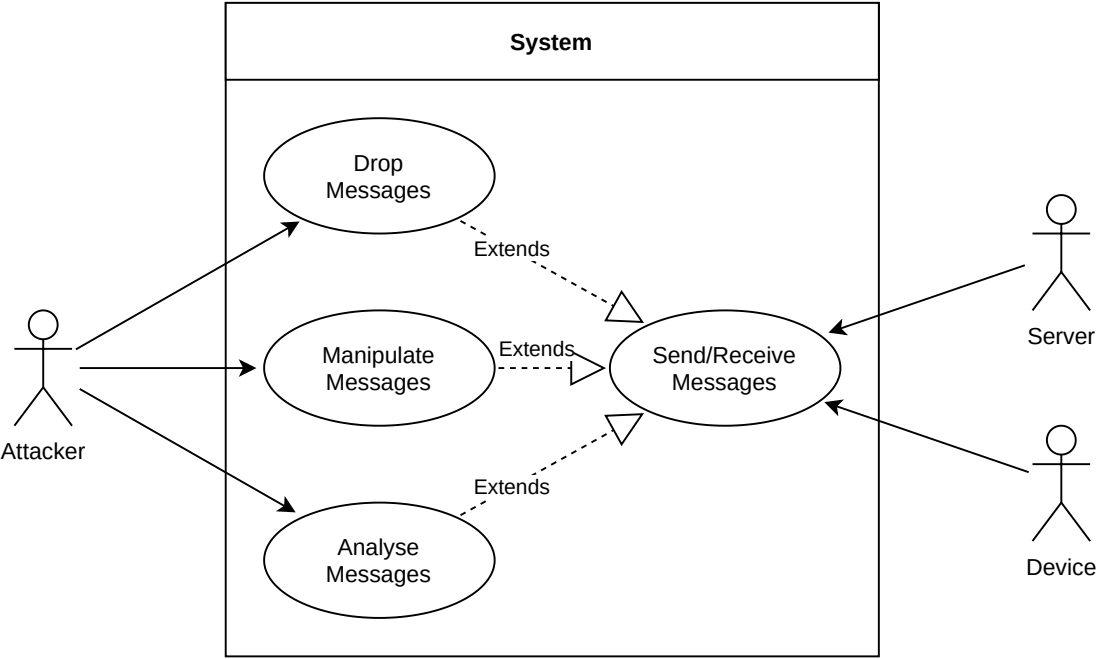 System
Drop
Messages
Extends
Manipulate
Messages
Extends
Send/Receive
Messages
Analyse
Messages
Extends
Attacker
Server
Device